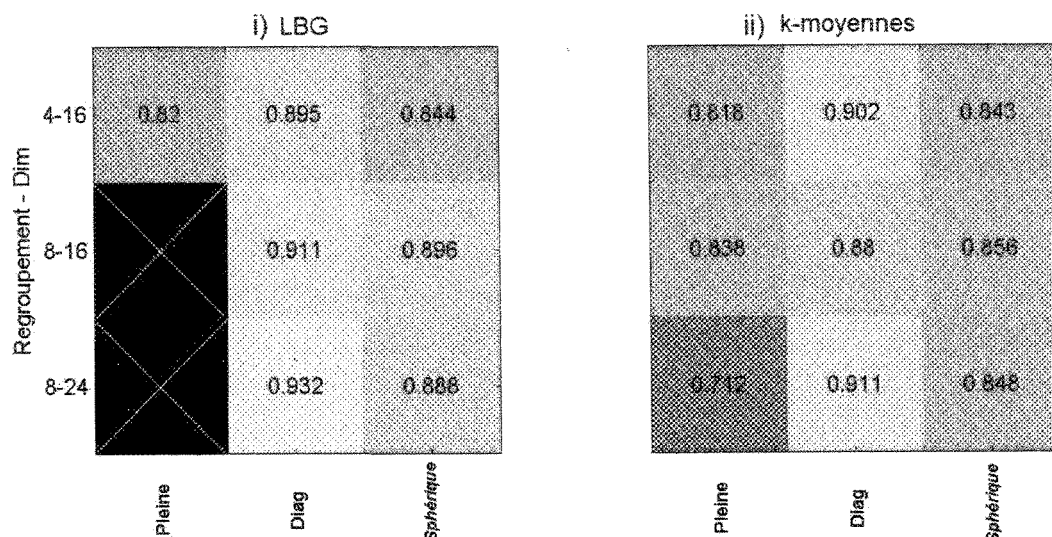 i) LBG
ii) k-moyennes
Regroupement - Dim
4-16
0.82
0.895
0.844
0.818
0.902
0.843
8-16
0.911
0.896
0.838
0.88
0.856
8-24
0.932
0.888
0.712
0.911
0.848
Pleine
Diag
Sphérique
Pleine
Diag
Sphérique